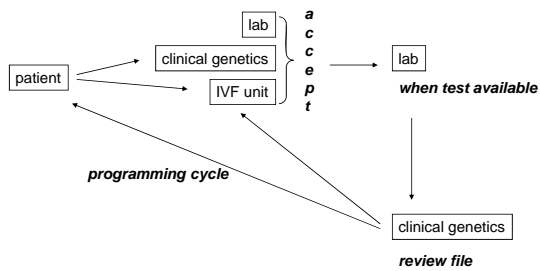 lab
clinical genetics
patient
IVF unit
a
c
c
e
p
t
lab
when test available
programming cycle
clinical genetics
review file